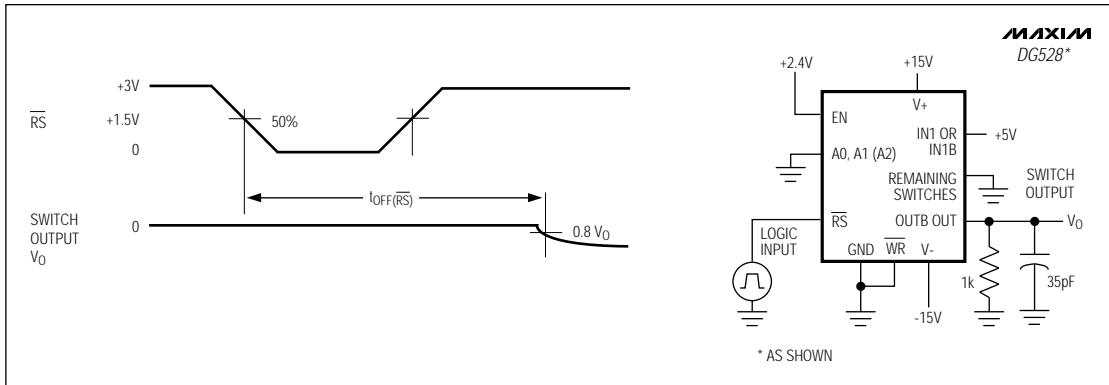 +3V
RS
+1.5V
50%
0
tOFF(RS)
SWITCH
OUTPUT
VO
0
0.8 VO
MAXIM
DG528*
+2.4V
+15V
V+
EN
IN1 OR
IN1B
+5V
A0, A1 (A2)
REMAINING
SWITCHES
SWITCH
OUTPUT
RS
OUTB OUT
VO
LOGIC
INPUT
GND
WR
V-
1k
35pF
-15V
* AS SHOWN